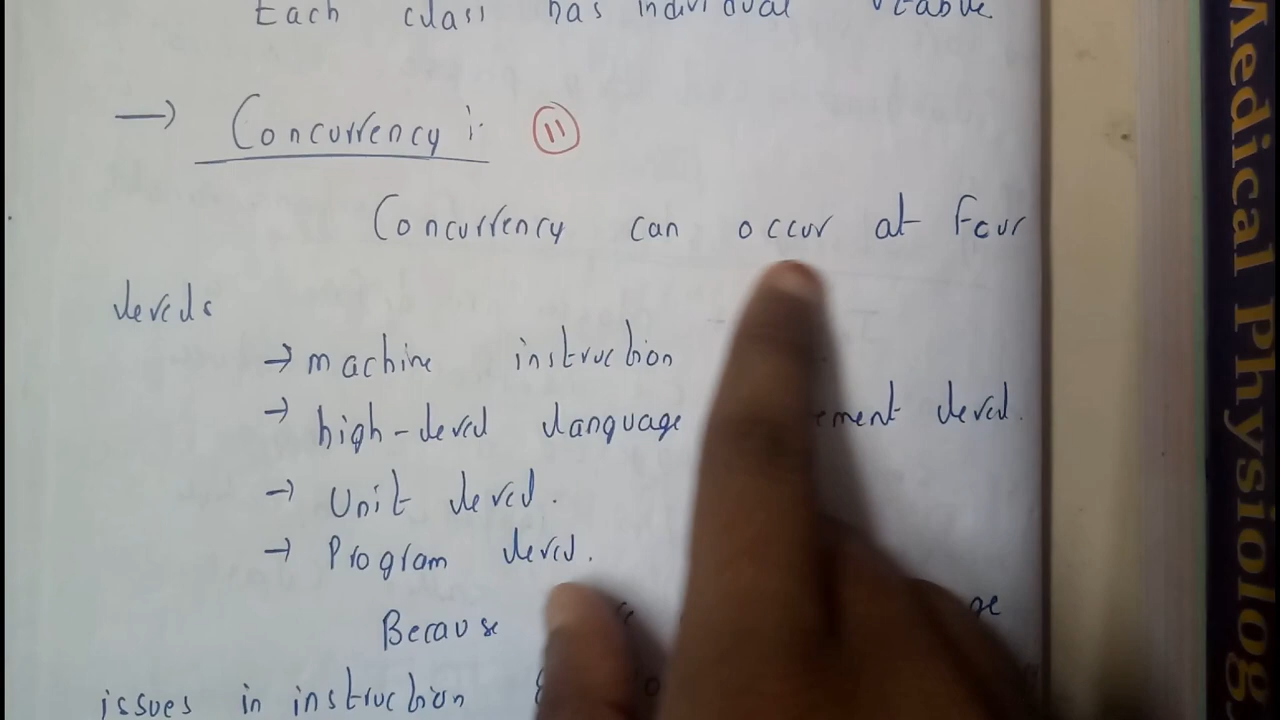 Each class has individual vtable
→ Concurrency :- 11
Concurrency can occur at Four
levels
→ machine instruction
→ high-level language ement level.
→ Unit level.
→ Program level.
Because
issues in instruction
Medical Physiology